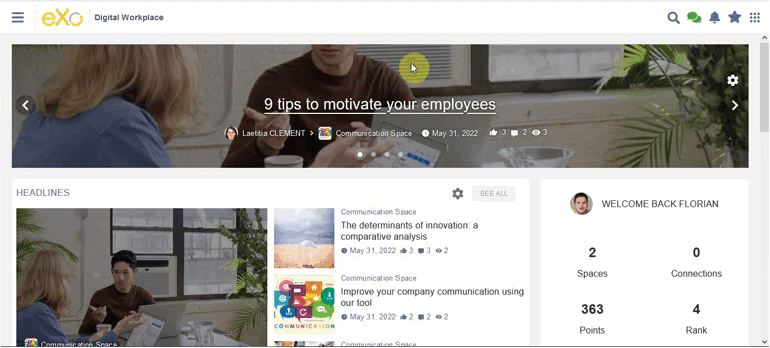 eXo
Digital Workplace
9 tips to motivate your employees
Laetitia CLEMENT > Communication Space May 31, 2022 3 2 3
HEADLINES
SEE ALL
Communication Space
Communication Space
The determinants of innovation: a
comparative analysis
May 31, 2022 3 3 2
Communication Space
Improve your company communication using
our tool
COMMUNICATION
May 31, 2022 2 2 2
WELCOME BACK FLORIAN
2
Spaces
0
Connections
363
Points
4
Rank